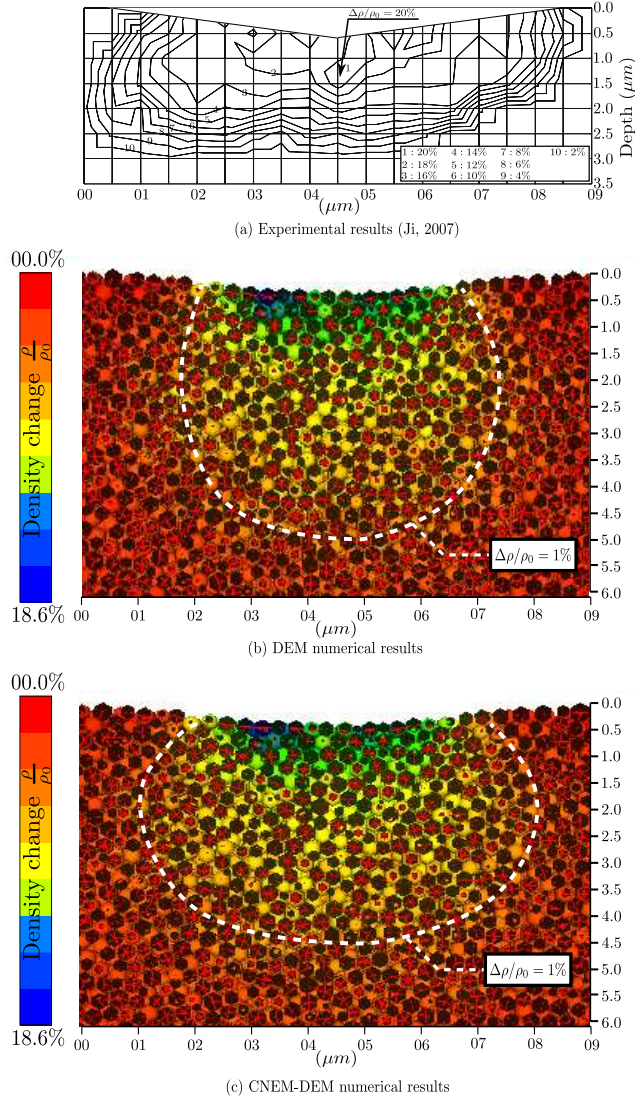 Δρ/ρ0 = 20%
0.0
0.5
1.0
1.5
2.0
2.5
3.0
3.5
Depth (μm)
1
2
3
4
5
6
7
8
9
10
1 : 20% 4 : 14% 7 : 8% 10 : 2%
2 : 18% 5 : 12% 8 : 6%
3 : 16% 6 : 10% 9 : 4%
00 01 02 03 04 05 06 07 08 09
(μm)
(a) Experimental results (Ji, 2007)
00.0%
Density change ρ/ρ0
18.6%
0.0
0.5
1.0
1.5
2.0
2.5
3.0
3.5
4.0
4.5
5.0
5.5
6.0
Δρ/ρ0 = 1%
00 01 02 03 04 05 06 07 08 09
(μm)
(b) DEM numerical results
00.0%
Density change ρ/ρ0
18.6%
0.0
0.5
1.0
1.5
2.0
2.5
3.0
3.5
4.0
4.5
5.0
5.5
6.0
Δρ/ρ0 = 1%
00 01 02 03 04 05 06 07 08 09
(μm)
(c) CNEM-DEM numerical results